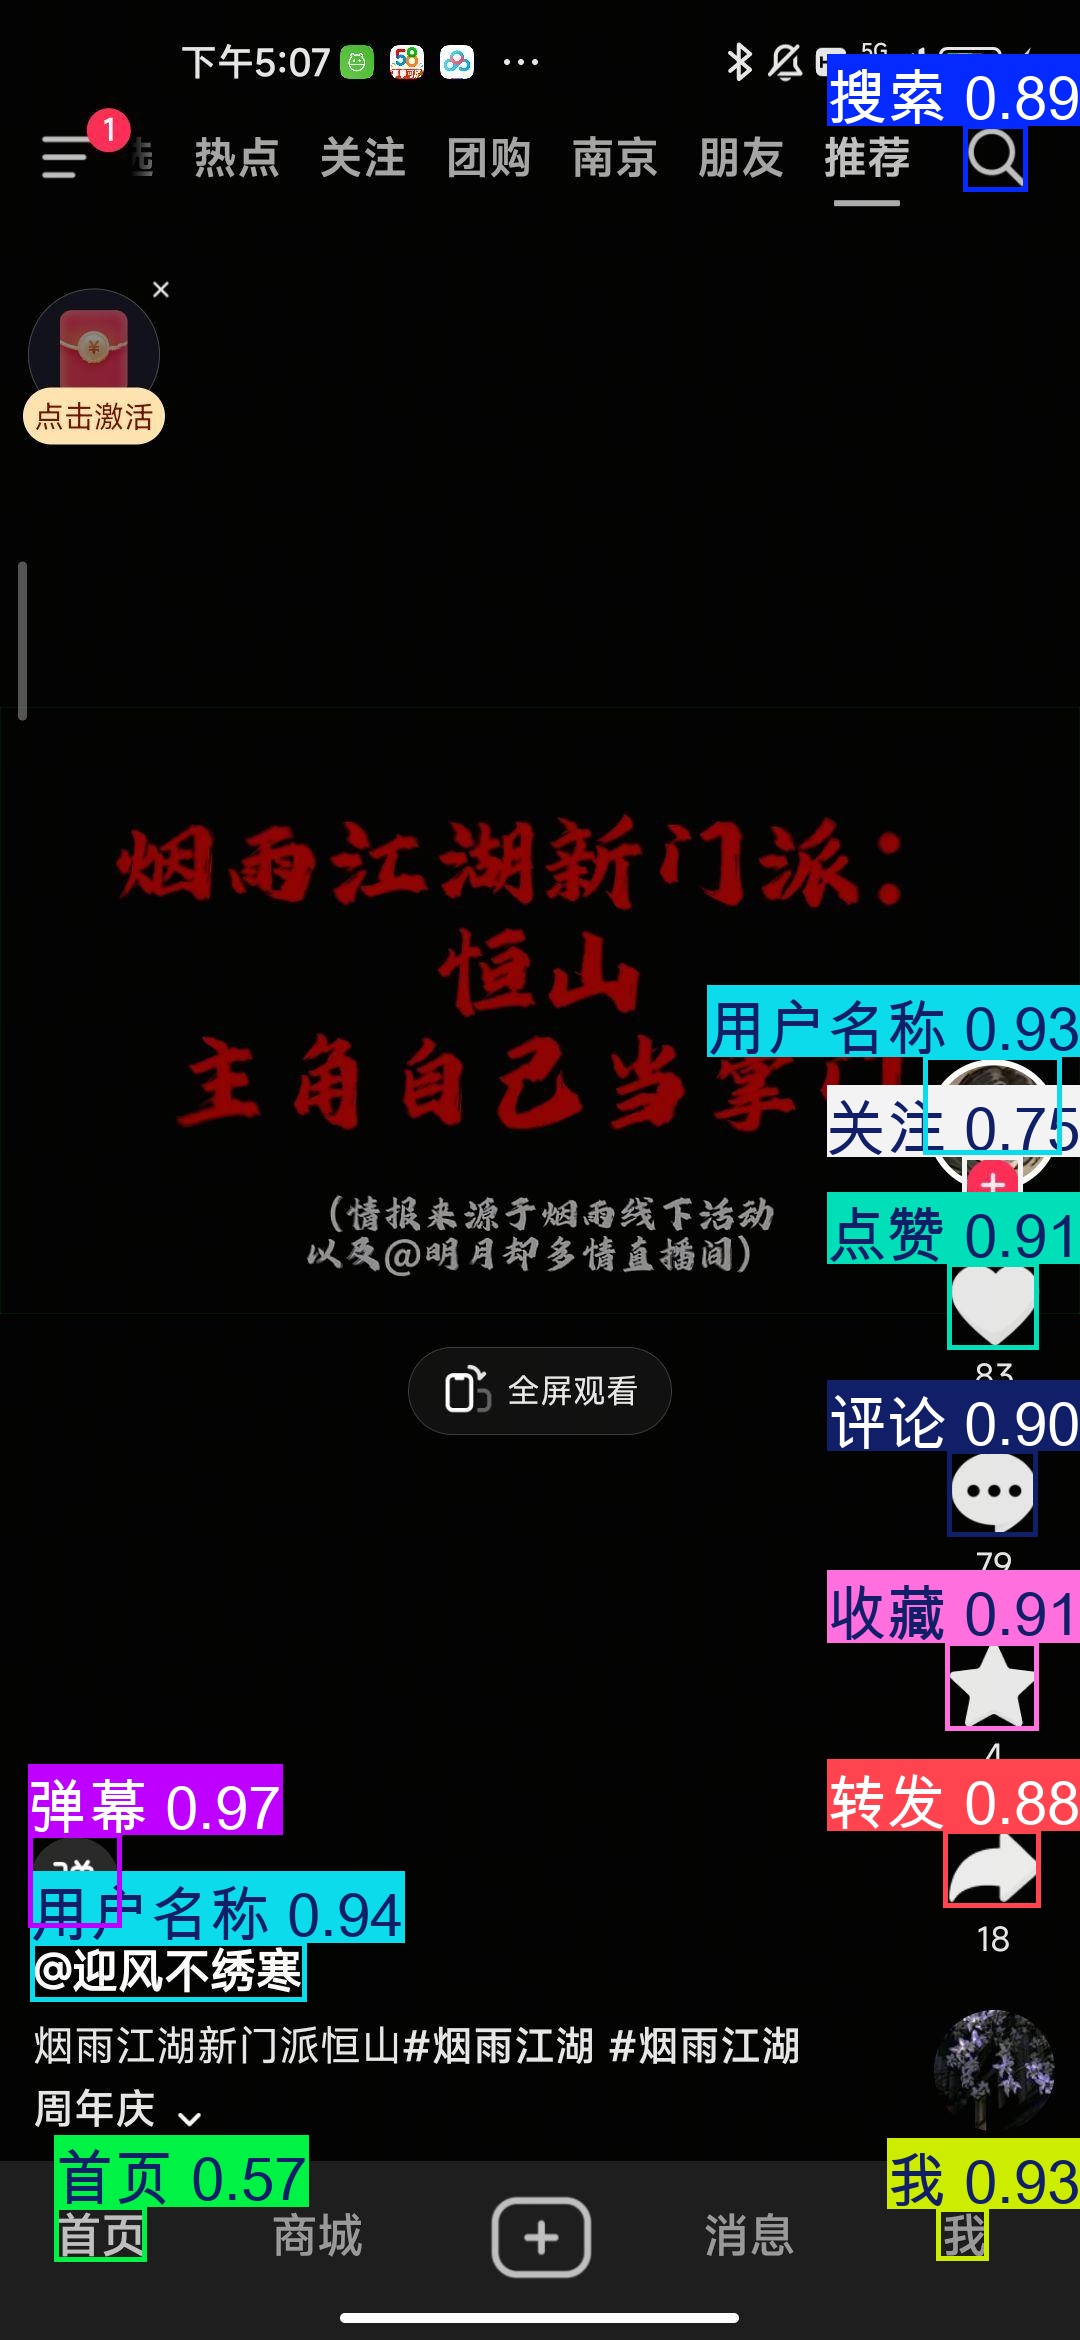 下午5:07 58 ... 5G
搜索 0.89
1
热点 关注 团购 南京 朋友 推荐
点击激活
烟雨江湖新门派：
恒山
主角自己当掌门
用户名称 0.93
关注 0.75
（情报来源于烟雨线下活动
以及@明月却多情直播间）
点赞 0.91
83
全屏观看
评论 0.90
79
收藏 0.91
4
弹幕 0.97
转发 0.88
用户名称 0.94
18
@迎风不绣寒
烟雨江湖新门派恒山#烟雨江湖 #烟雨江湖
周年庆
首页 0.57
我 0.93
首页 商城 消息 我